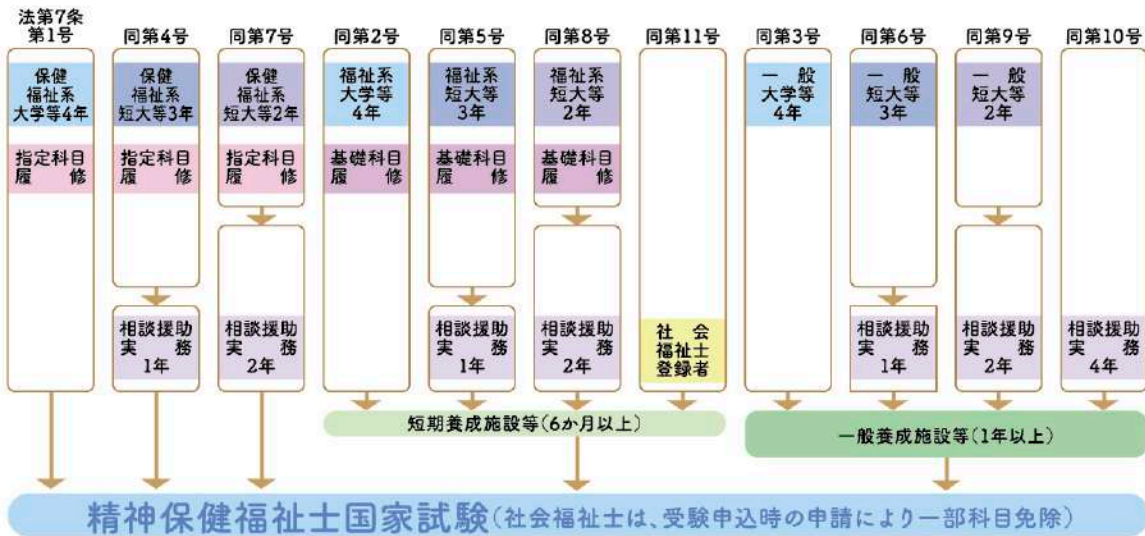 法第7条
第1号
同第4号
同第7号
同第2号
同第5号
同第8号
同第11号
同第3号
同第6号
同第9号
同第10号
保健
福祉系
大学等4年
保健
福祉系
短大等3年
保健
福祉系
短大等2年
福祉系
大学等
4年
福祉系
短大等
3年
福祉系
短大等
2年
一般
大学等
4年
一般
短大等
3年
一般
短大等
2年
指定科目
履修
指定科目
履修
指定科目
履修
基礎科目
履修
基礎科目
履修
基礎科目
履修
相談援助
実務
1年
相談援助
実務
2年
相談援助
実務
1年
相談援助
実務
2年
社会
福祉士
登録者
相談援助
実務
1年
相談援助
実務
2年
相談援助
実務
4年
短期養成施設等(6か月以上)
一般養成施設等(1年以上)
精神保健福祉士国家試験(社会福祉士は、受験申込時の申請により一部科目免除)